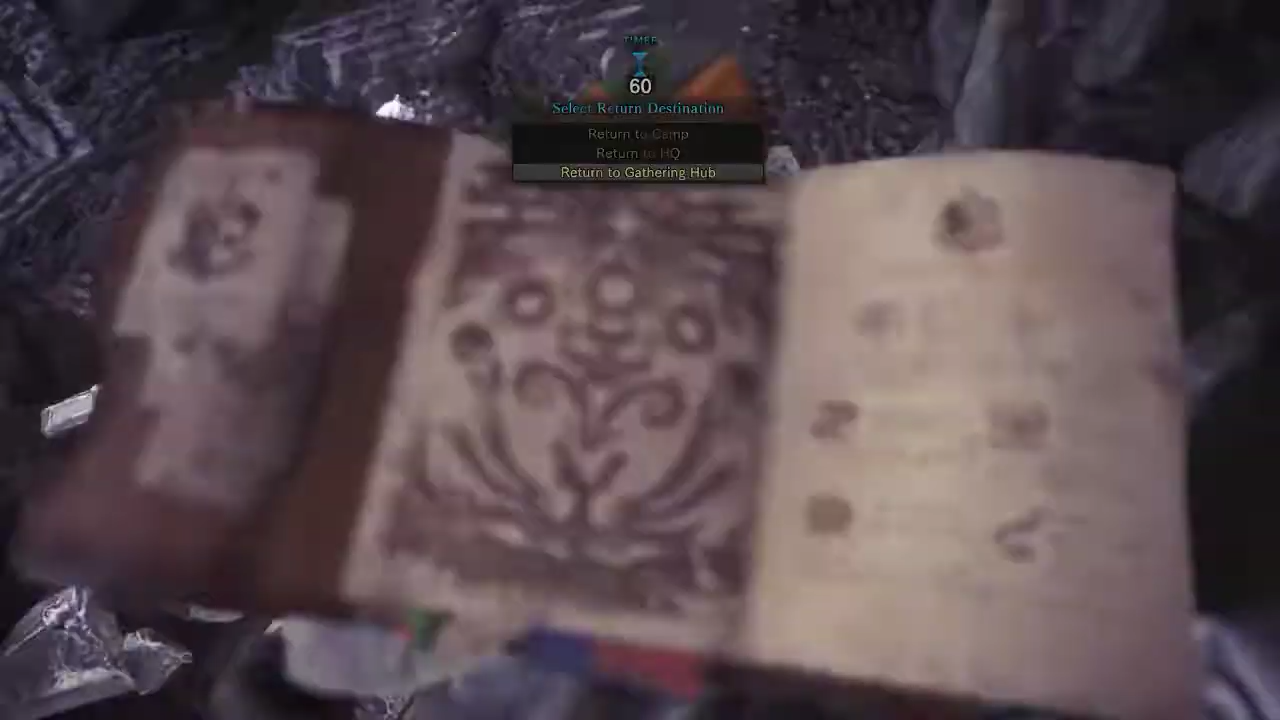 TIMER
60
Select Return Destination
Return to Camp
Return to HQ
Return to Gathering Hub